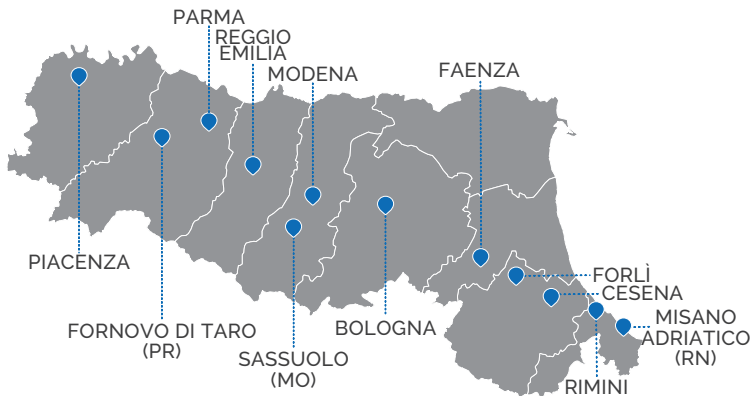 PARMA
REGGIO
EMILIA
MODENA
FAENZA
PIACENZA
FORLÌ
CESENA
FORNOVO DI TARO
(PR)
SASSUOLO
(MO)
BOLOGNA
MISANO
ADRIATICO
(RN)
RIMINI